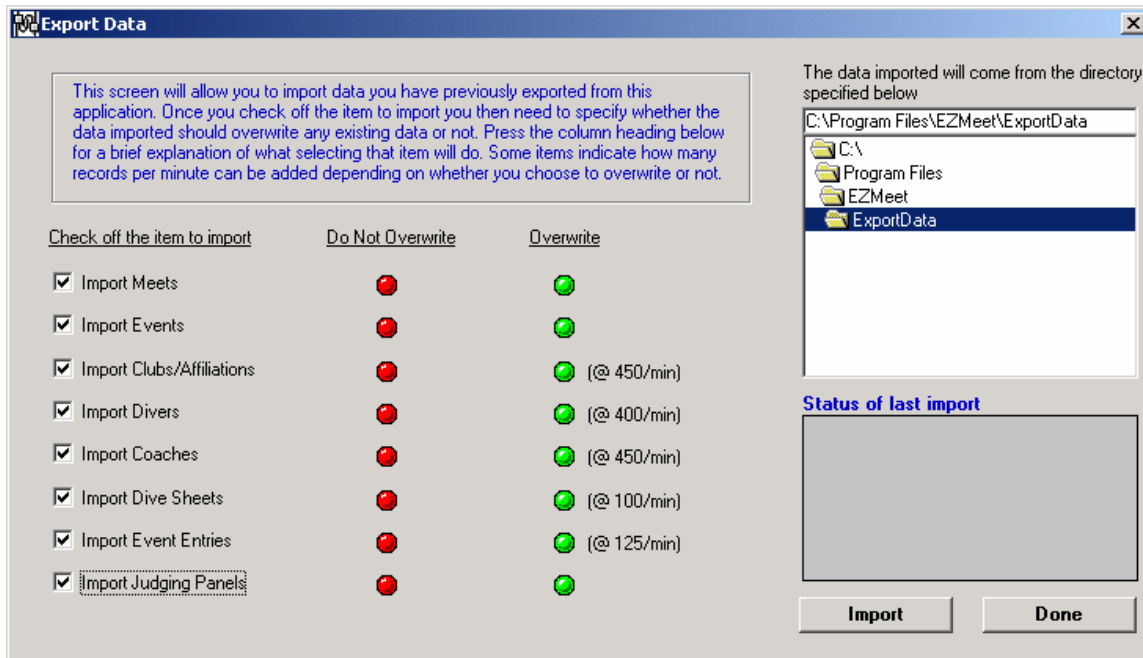 Export Data
This screen will allow you to import data you have previously exported from this
application. Once you check off the item to import you then need to specify whether the
data imported should overwrite any existing data or not. Press the column heading below
for a brief explanation of what selecting that item will do. Some items indicate how many
records per minute can be added depending on whether you choose to overwrite or not.
The data imported will come from the directory
specified below
C:\Program Files\EZMeet\ExportData
C:\
Program Files
EZMeet
ExportData
Check off the item to import Do Not Overwrite Overwrite
Import Meets
Import Events
Import Clubs/Affiliations (@ 450/min)
Import Divers (@ 400/min)
Import Coaches (@ 450/min)
Import Dive Sheets (@ 100/min)
Import Event Entries (@ 125/min)
Import Judging Panels
Status of last import
Import Done